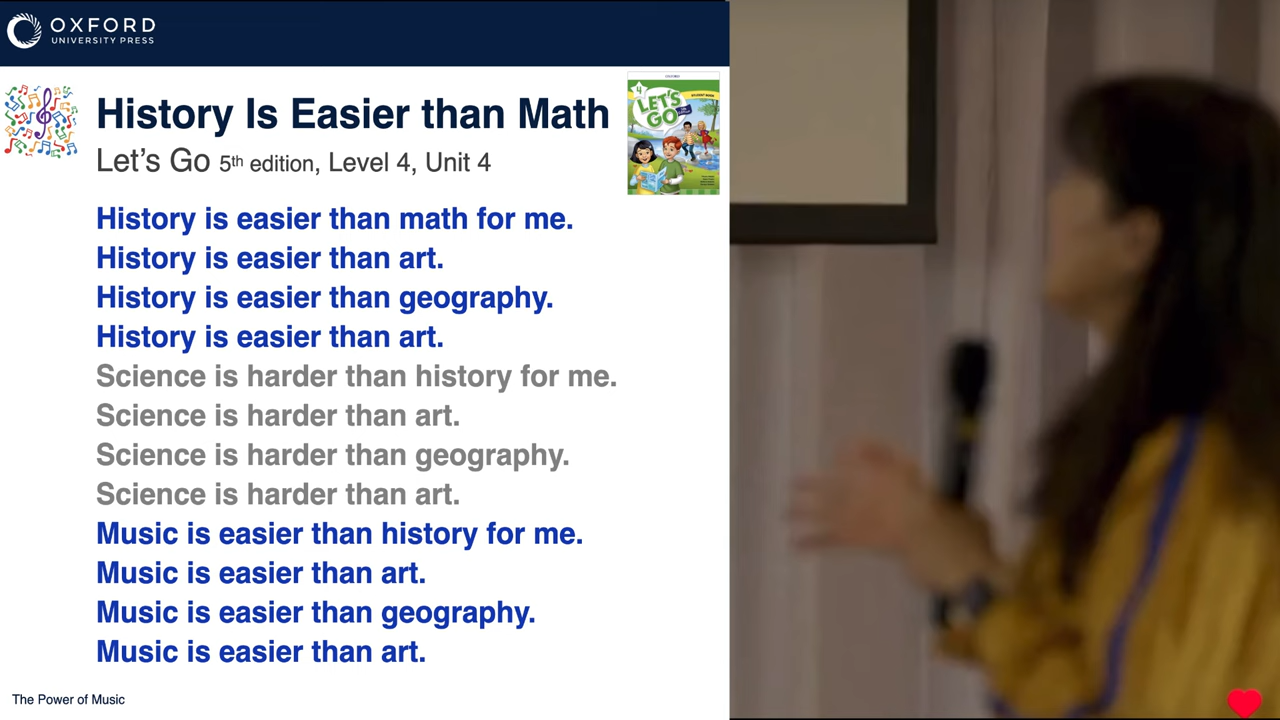 OXFORD
UNIVERSITY PRESS
History Is Easier than Math
Let's Go 5th edition, Level 4, Unit 4
4
LET'S
GO
History is easier than math for me.
History is easier than art.
History is easier than geography.
History is easier than art.
Science is harder than history for me.
Science is harder than art.
Science is harder than geography.
Science is harder than art.
Music is easier than history for me.
Music is easier than art.
Music is easier than geography.
Music is easier than art.
The Power of Music